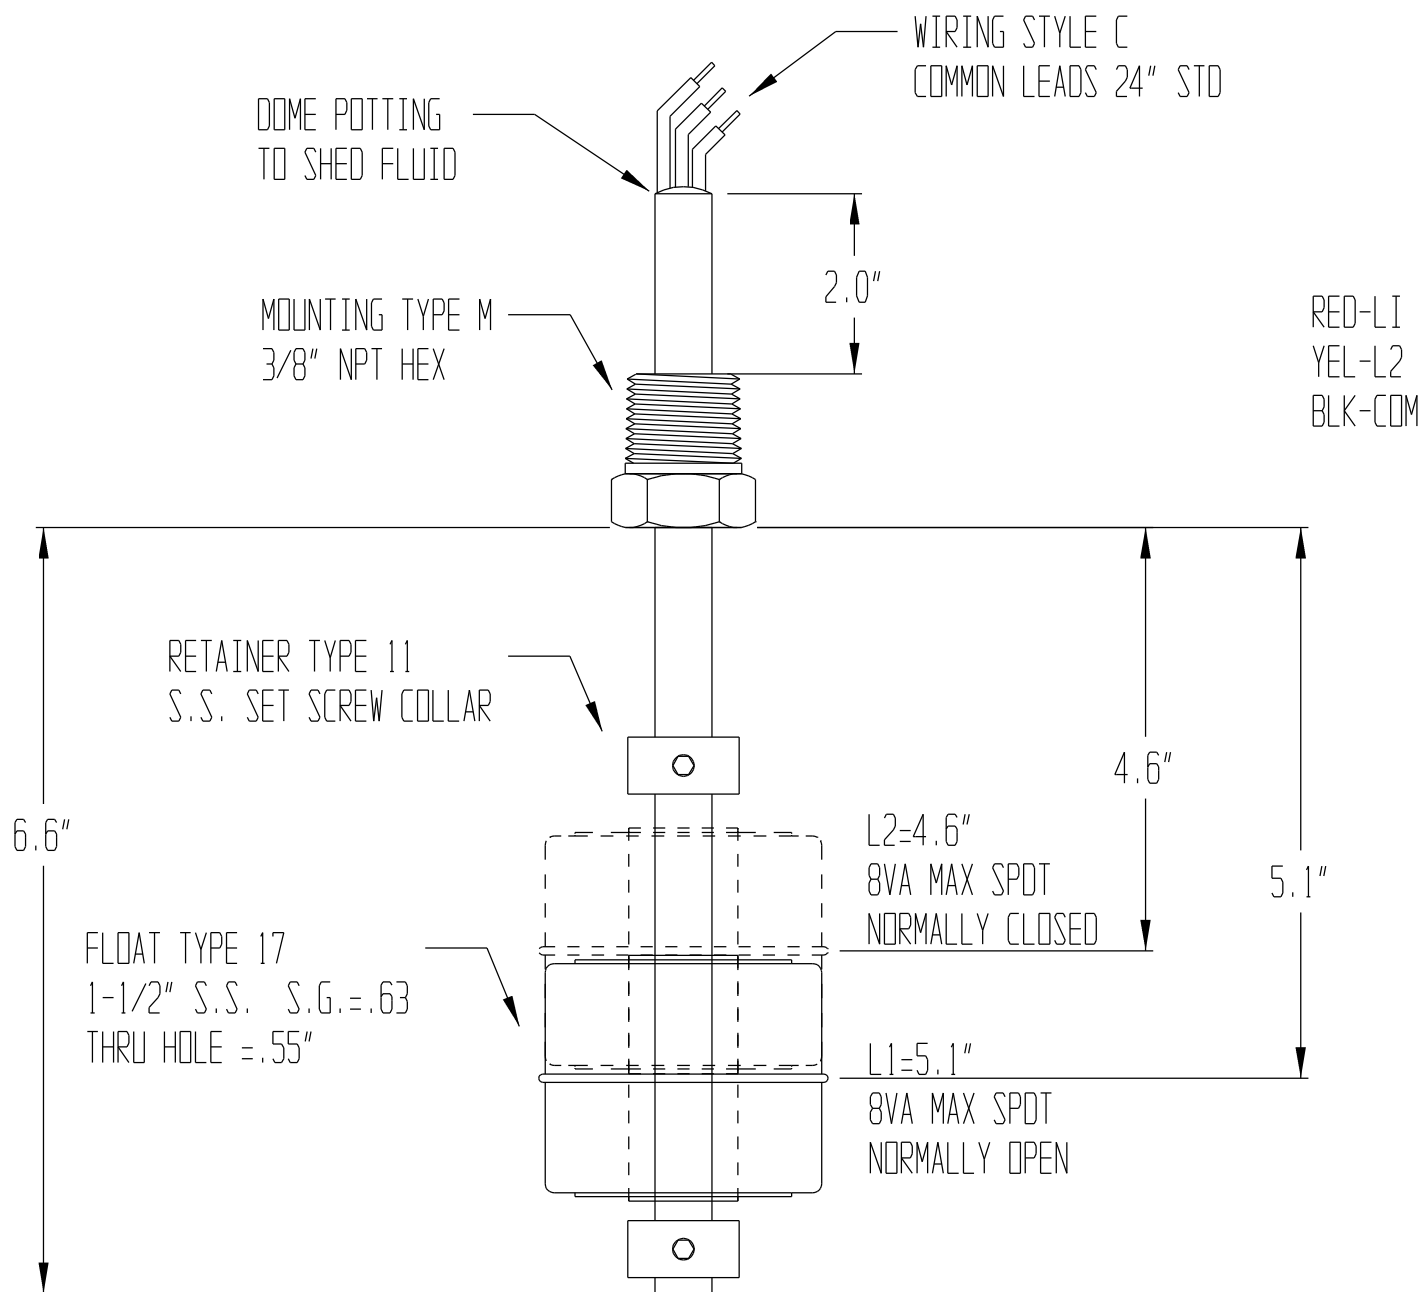 WIRING STYLE C
COMMON LEADS 24" STD
DOME POTTING
TO SHED FLUID
2.0"
MOUNTING TYPE M
3/8" NPT HEX
RED-LI
YEL-L2
BLK-COM
RETAINER TYPE 11
S.S. SET SCREW COLLAR
4.6"
6.6"
L2=4.6"
8VA MAX SPDT
NORMALLY CLOSED
5.1"
FLOAT TYPE 17
1-1/2" S.S. S.G.=.63
THRU HOLE =.55"
L1=5.1"
8VA MAX SPDT
NORMALLY OPEN